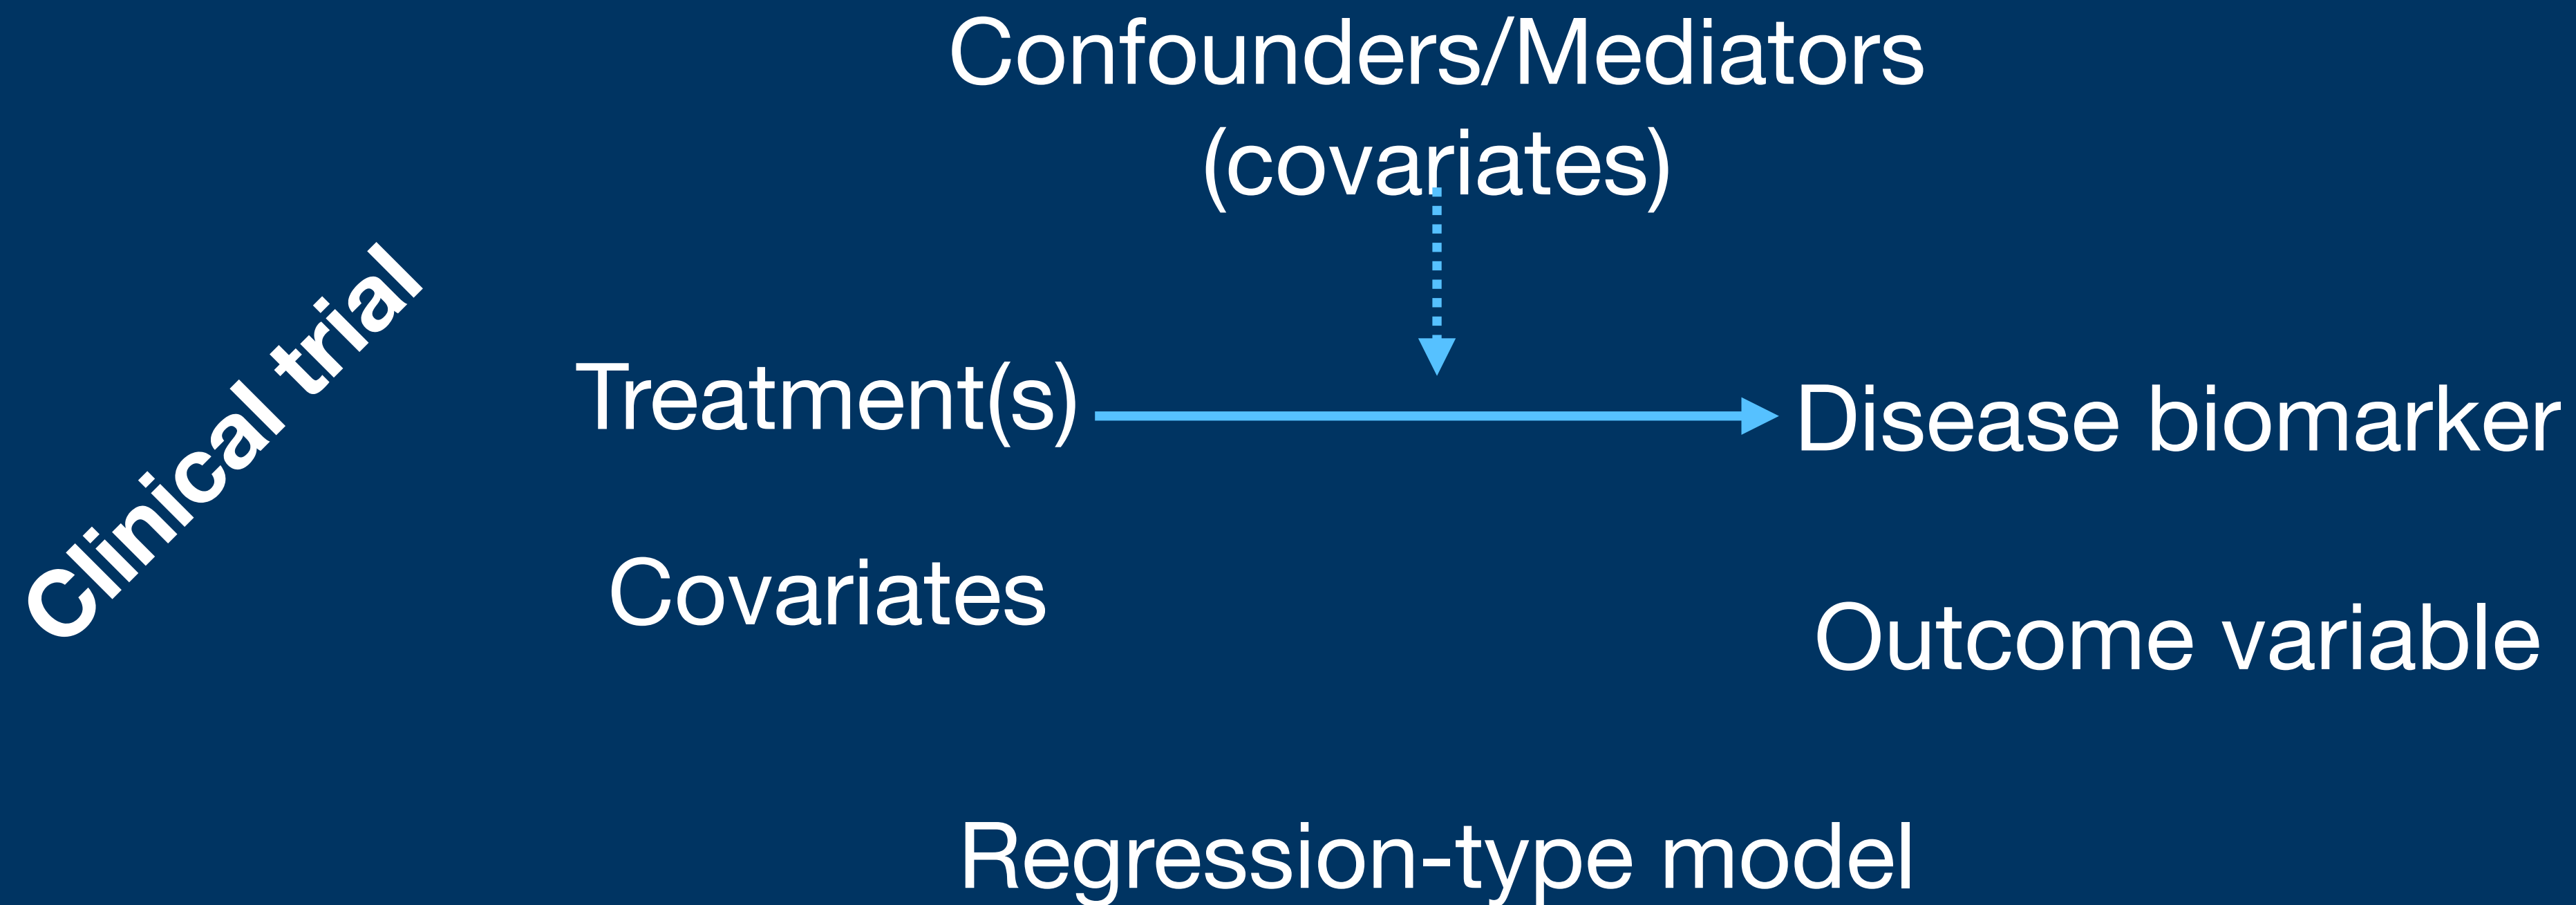 Confounders/Mediators
(covariates)
Clinical trial
Treatment(s)
Disease biomarker
Covariates
Outcome variable
Regression-type model